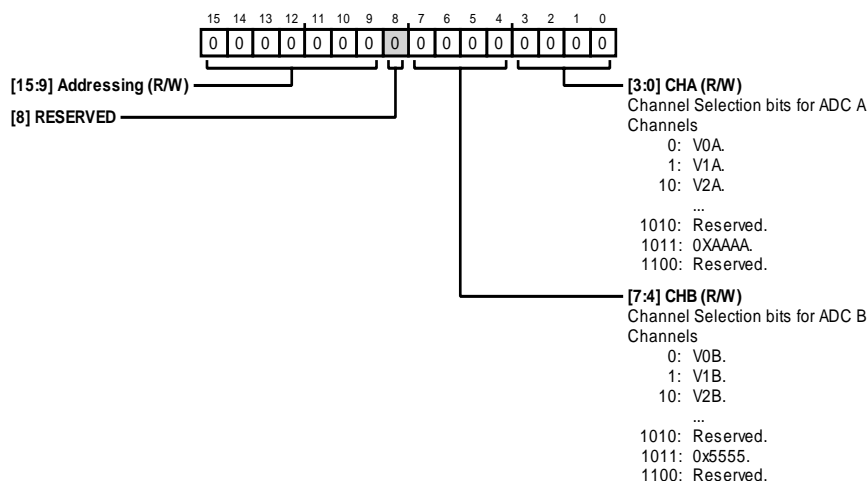 15 14 13 12 11 10 9 8 7 6 5 4 3 2 1 0
0 0 0 0 0 0 0 0 0 0 0 0 0 0 0 0
[15:9] Addressing (R/W)
[8] RESERVED
[3:0] CHA (R/W)
Channel Selection bits for ADC A
Channels
0: V0A.
1: V1A.
10: V2A.
...
1010: Reserved.
1011: 0XAAAA.
1100: Reserved.
[7:4] CHB (R/W)
Channel Selection bits for ADC B
Channels
0: V0B.
1: V1B.
10: V2B.
...
1010: Reserved.
1011: 0x5555.
1100: Reserved.